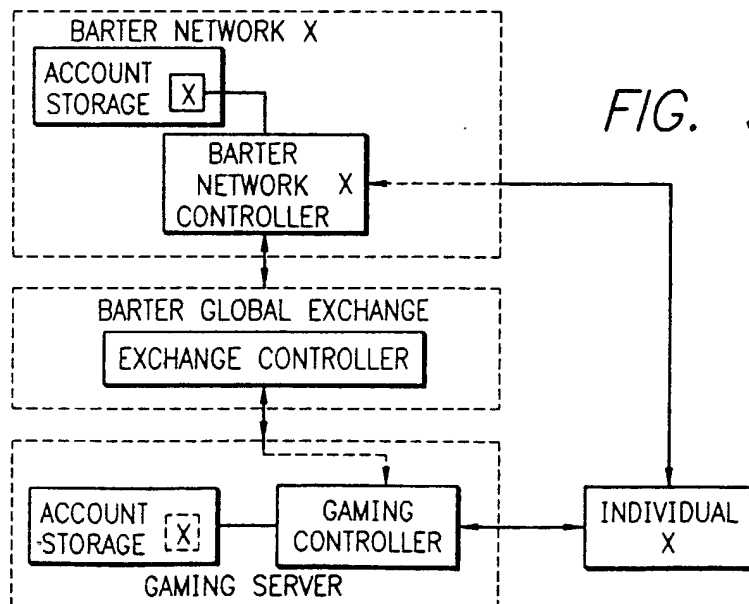 BARTER NETWORK X
ACCOUNT
STORAGE X
FIG.
BARTER
NETWORK X
CONTROLLER
BARTER GLOBAL EXCHANGE
EXCHANGE CONTROLLER
ACCOUNT
-STORAGE X
GAMING
CONTROLLER
INDIVIDUAL
X
GAMING SERVER